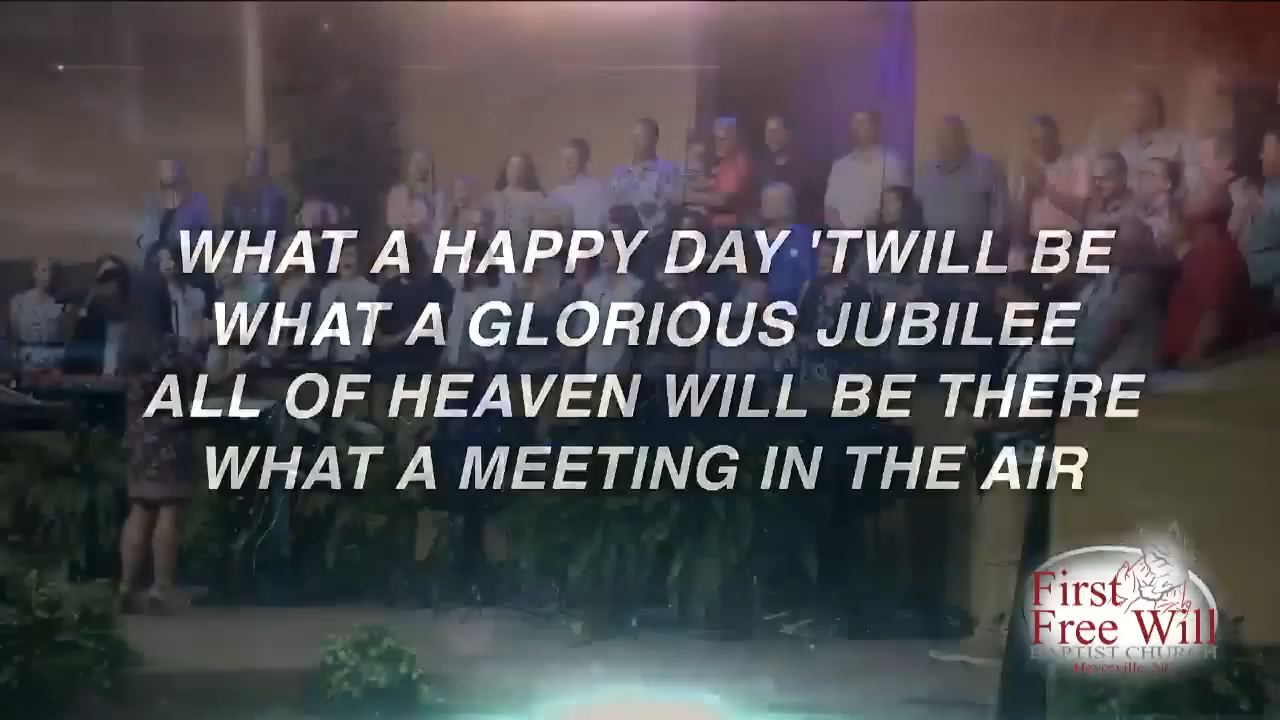 WHAT A HAPPY DAY 'TWILL BE
WHAT A GLORIOUS JUBILEE
ALL OF HEAVEN WILL BE THERE
WHAT A MEETING IN THE AIR
First
Free Will
BAPTIST CHURCH